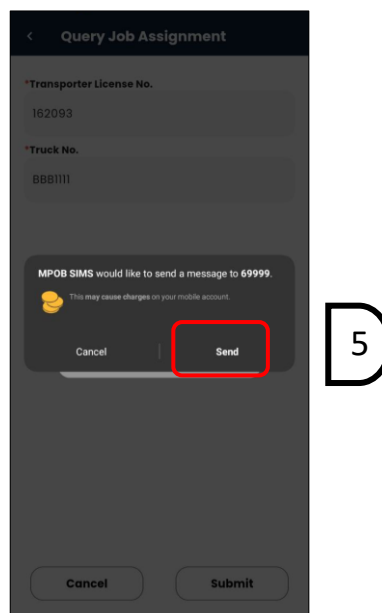 < Query Job Assignment
*Transporter License No.
162093
*Truck No.
BBB1111
MPOB SIMS would like to send a message to 69999.
This may cause charges on your mobile account.
Cancel | Send
5
Cancel Submit